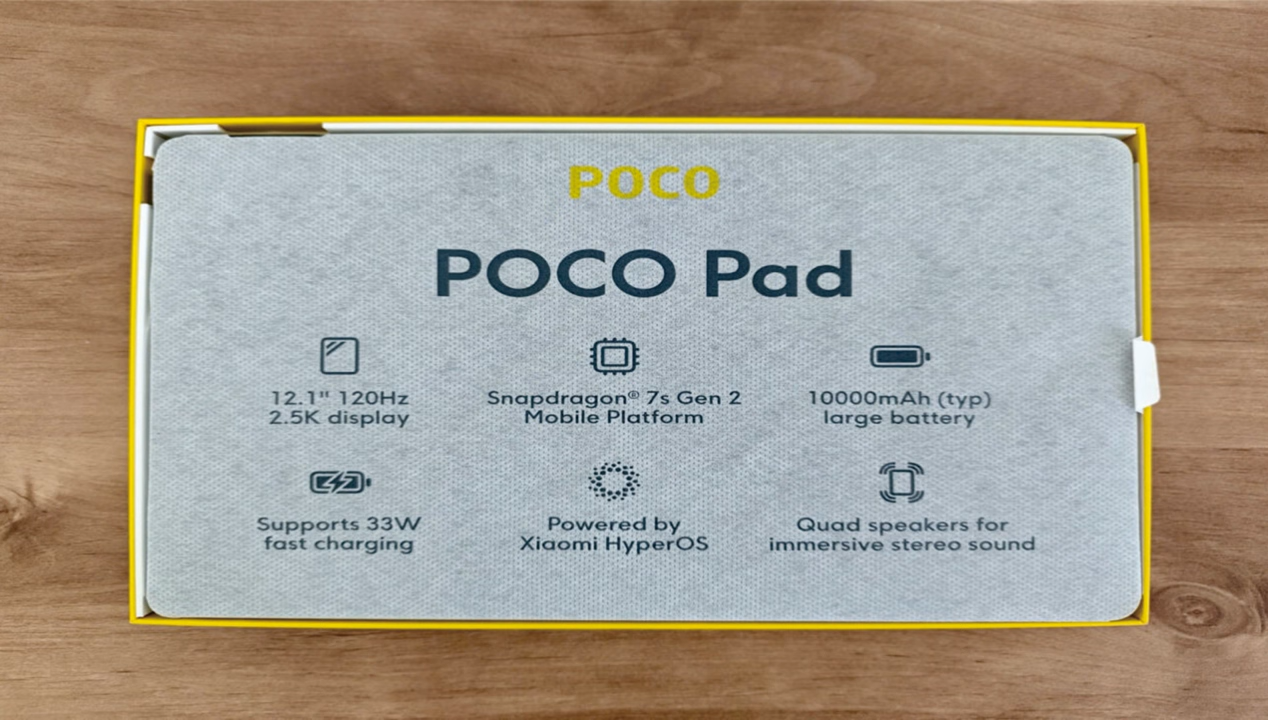 POCO
POCO Pad
12.1" 120Hz
2.5K display
Snapdragon® 7s Gen 2
Mobile Platform
10000mAh (typ)
large battery
Supports 33W
fast charging
Powered by
Xiaomi HyperOS
Quad speakers for
immersive stereo sound